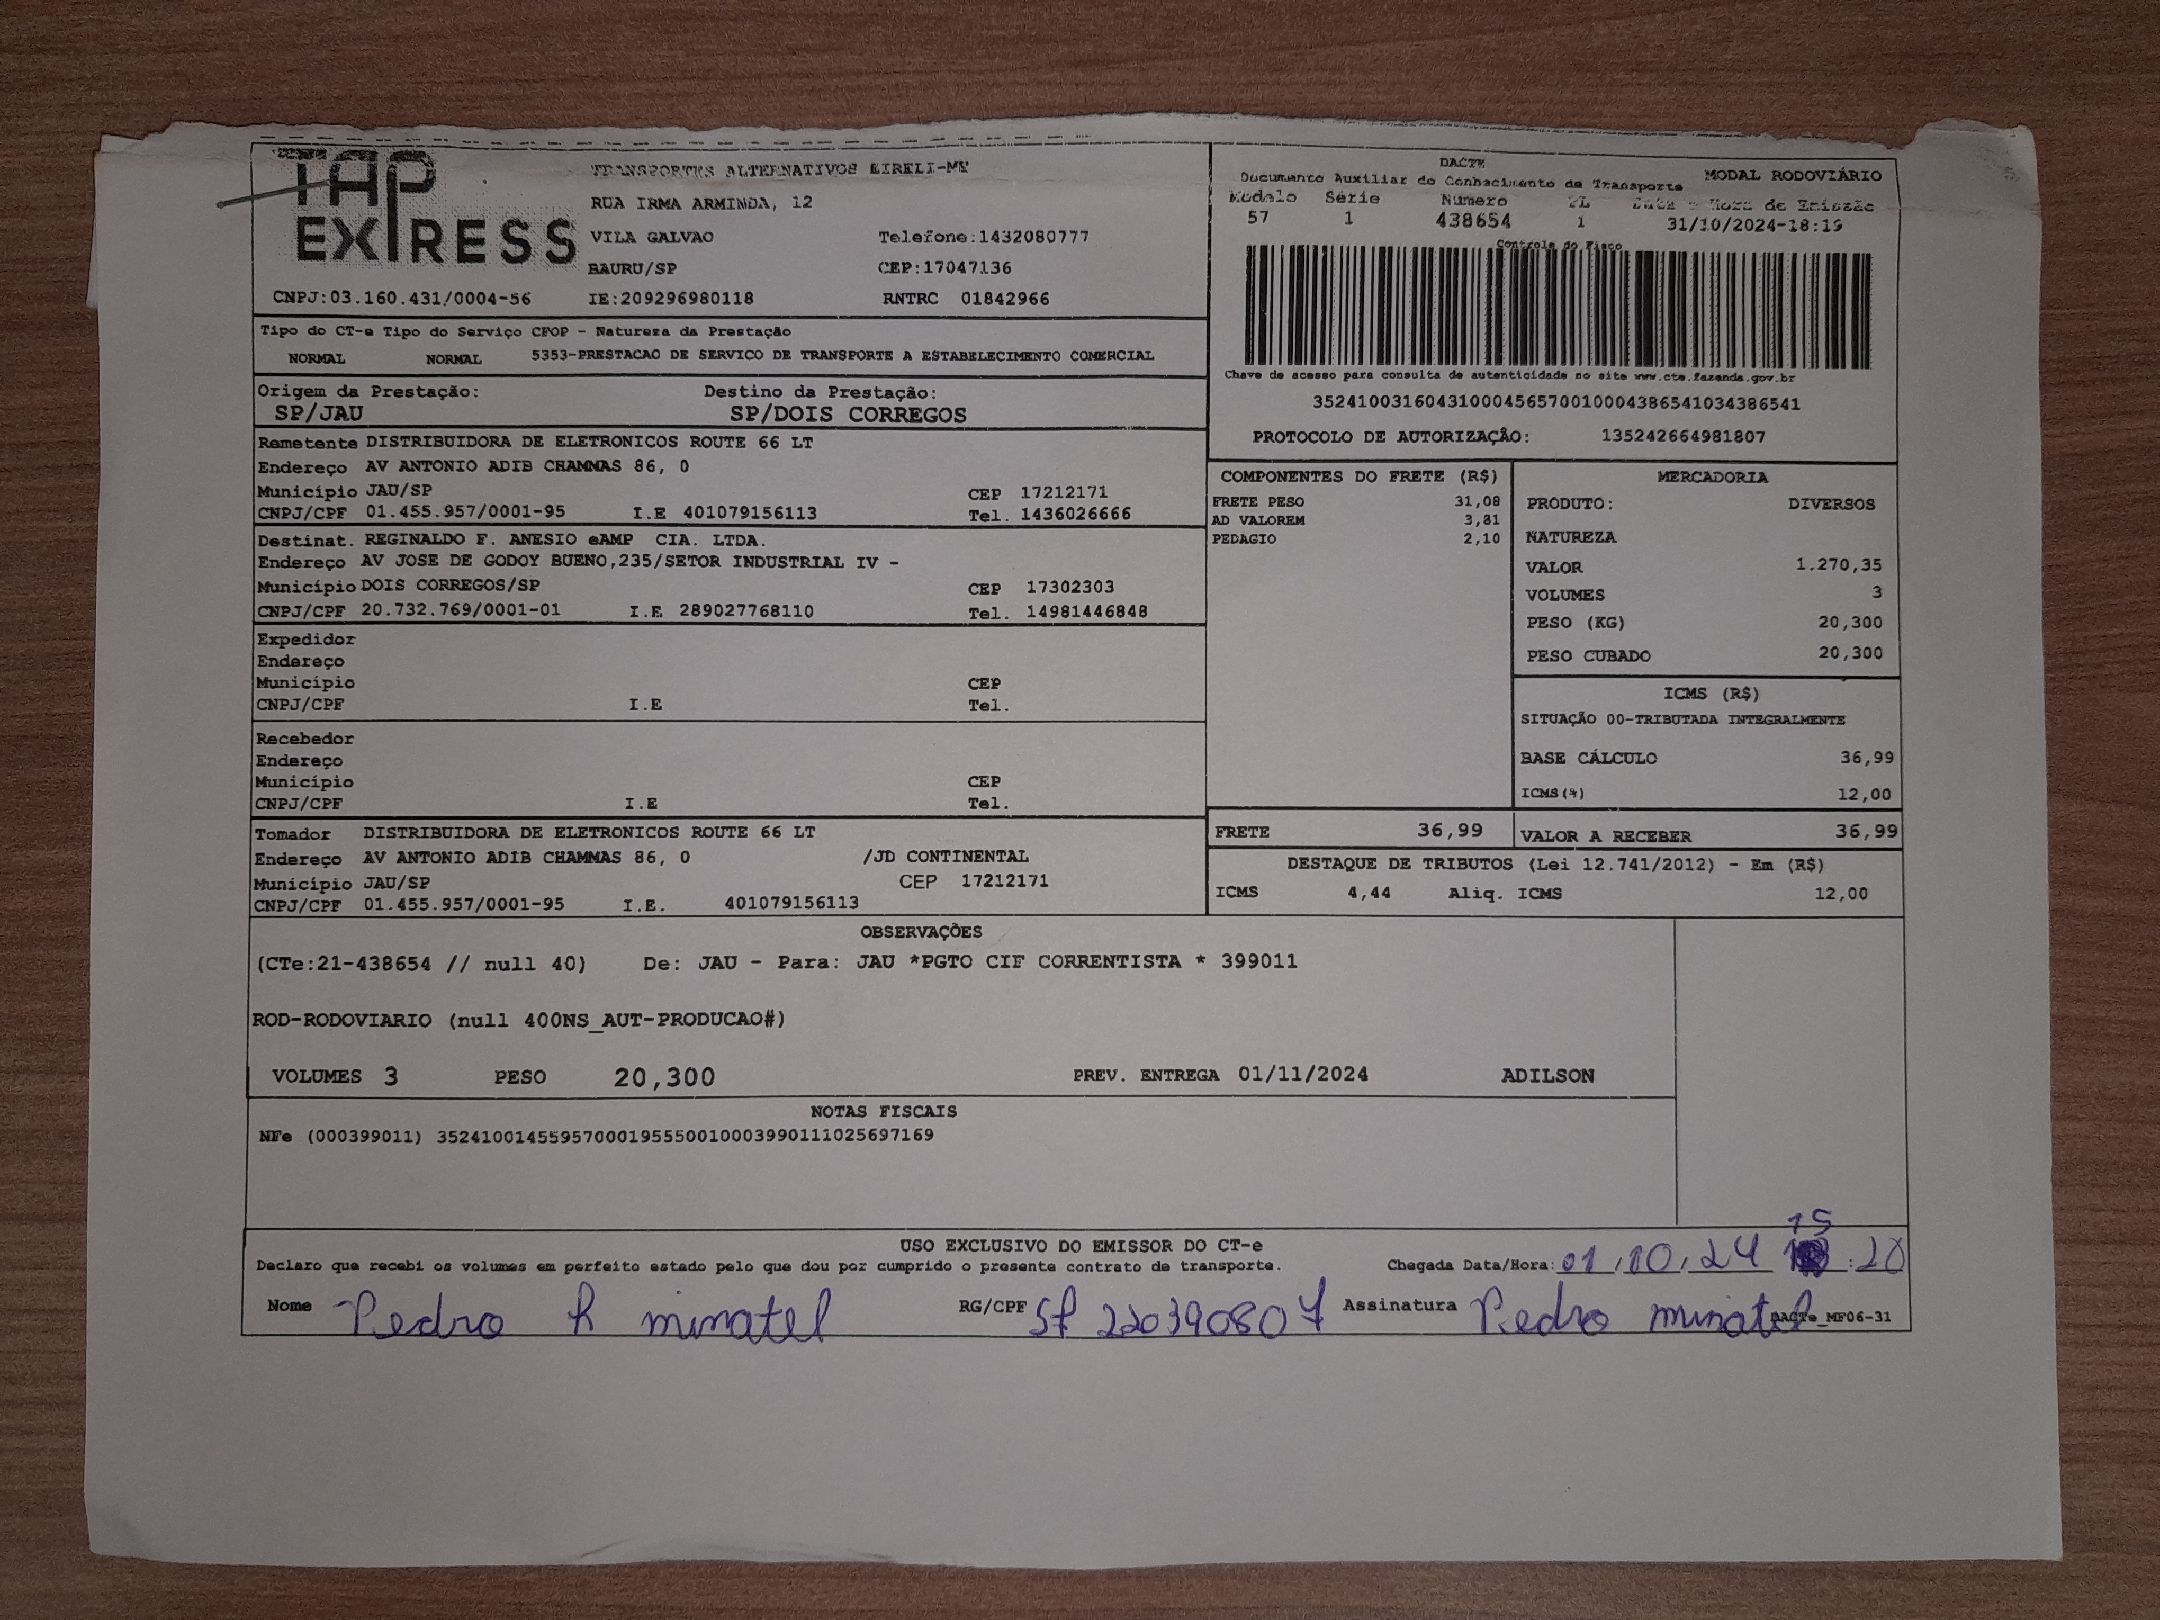 TAP
EXPRESS
TRANSPORTES ALTERNATIVOS EIRELI-ME
RUA IRMA ARMINDA, 12
VILA GALVAO Telefone:1432080777
BAURU/SP CEP:17047136
CNPJ:03.160.431/0004-56 IE:209296980118 RNTRC 01842966
DACTE
Documento Auxiliar do Conhecimento de Transporte MODAL RODOVIÁRIO
Modelo Série Numero FL Data e Hora de Emissão
57 1 438654 1 31/10/2024-18:19
Controle do Fisco
Chave de acesso para consulta de autenticidade no site www.cte.fazenda.gov.br
35241003160431000456570010004386541034386541
PROTOCOLO DE AUTORIZAÇÃO: 135242664981807
Tipo do CT-e Tipo do Serviço CFOP - Natureza da Prestação
NORMAL NORMAL 5353-PRESTACAO DE SERVICO DE TRANSPORTE A ESTABELECIMENTO COMERCIAL
Origem da Prestação: Destino da Prestação:
SP/JAU SP/DOIS CORREGOS
Remetente DISTRIBUIDORA DE ELETRONICOS ROUTE 66 LT
Endereço AV ANTONIO ADIB CHAMMAS 86, 0
Município JAU/SP CEP 17212171
CNPJ/CPF 01.455.957/0001-95 I.E 401079156113 Tel. 1436026666
Destinat. REGINALDO F. ANESIO eAMP CIA. LTDA.
Endereço AV JOSE DE GODOY BUENO,235/SETOR INDUSTRIAL IV -
Município DOIS CORREGOS/SP CEP 17302303
CNPJ/CPF 20.732.769/0001-01 I.E 289027768110 Tel. 14981446848
Expedidor
Endereço
Município CEP
CNPJ/CPF I.E Tel.
Recebedor
Endereço
Município CEP
CNPJ/CPF I.E Tel.
Tomador DISTRIBUIDORA DE ELETRONICOS ROUTE 66 LT
Endereço AV ANTONIO ADIB CHAMMAS 86, 0 /JD CONTINENTAL
Município JAU/SP CEP 17212171
CNPJ/CPF 01.455.957/0001-95 I.E. 401079156113
COMPONENTES DO FRETE (R$)
FRETE PESO 31,08
AD VALOREM 3,81
PEDAGIO 2,10
MERCADORIA
PRODUTO: DIVERSOS
NATUREZA
VALOR 1.270,35
VOLUMES 3
PESO (KG) 20,300
PESO CUBADO 20,300
ICMS (R$)
SITUAÇÃO 00-TRIBUTADA INTEGRALMENTE
BASE CÁLCULO 36,99
ICMS(%) 12,00
FRETE 36,99 VALOR A RECEBER 36,99
DESTAQUE DE TRIBUTOS (Lei 12.741/2012) - Em (R$)
ICMS 4,44 Aliq. ICMS 12,00
OBSERVAÇÕES
(CTe:21-438654 // null 40) De: JAU - Para: JAU *PGTO CIF CORRENTISTA * 399011
ROD-RODOVIARIO (null 400NS_AUT-PRODUCAO#)
VOLUMES 3 PESO 20,300 PREV. ENTREGA 01/11/2024 ADILSON
NOTAS FISCAIS
NFe (000399011) 35241001455957000195550010003990111025697169
USO EXCLUSIVO DO EMISSOR DO CT-e
Declaro que recebi os volumes em perfeito estado pelo que dou por cumprido o presente contrato de transporte. Chegada Data/Hora: 01/10/24 15:20
Nome Pedro h minatel RG/CPF SP 220390807 Assinatura Pedro minatel
DACTe_MF06-31